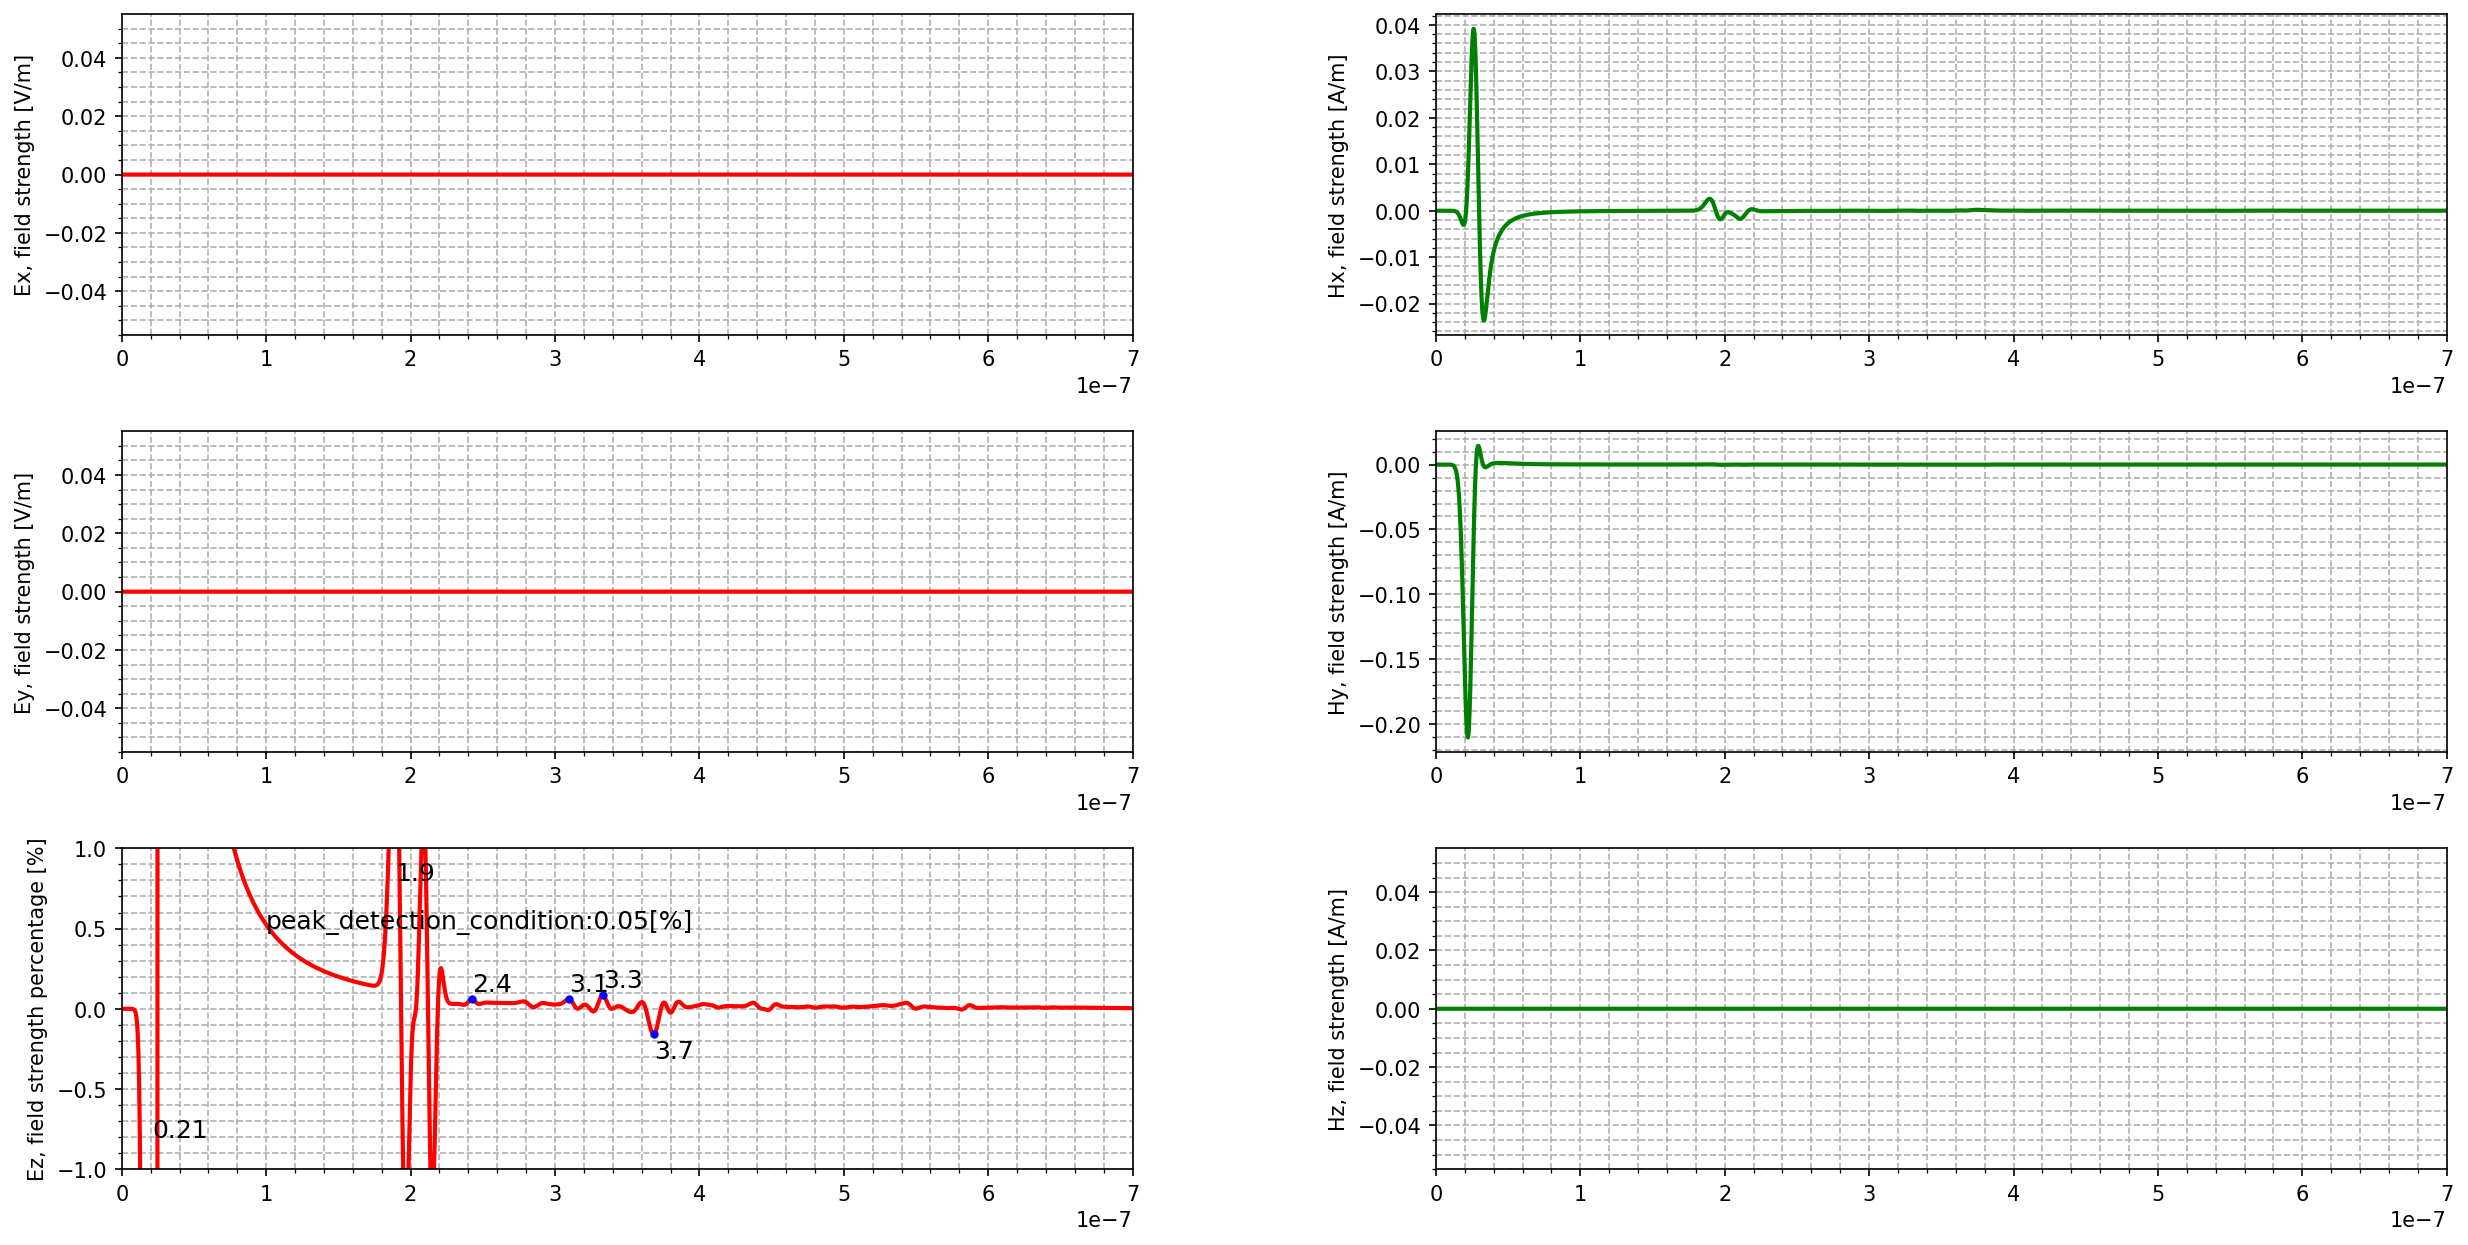 Ex, field strength [V/m]
0.04
0.02
0.00
−0.02
−0.04
0 1 2 3 4 5 6 7
1e−7
Hx, field strength [A/m]
0.04
0.03
0.02
0.01
0.00
−0.01
−0.02
0 1 2 3 4 5 6 7
1e−7
Ey, field strength [V/m]
0.04
0.02
0.00
−0.02
−0.04
0 1 2 3 4 5 6 7
1e−7
Hy, field strength [A/m]
0.00
−0.05
−0.10
−0.15
−0.20
0 1 2 3 4 5 6 7
1e−7
Ez, field strength percentage [%]
1.0
0.5
0.0
−0.5
−1.0
1.9
peak_detection_condition:0.05[%]
2.4
3.1
3.3
3.7
0.21
0 1 2 3 4 5 6 7
1e−7
Hz, field strength [A/m]
0.04
0.02
0.00
−0.02
−0.04
0 1 2 3 4 5 6 7
1e−7